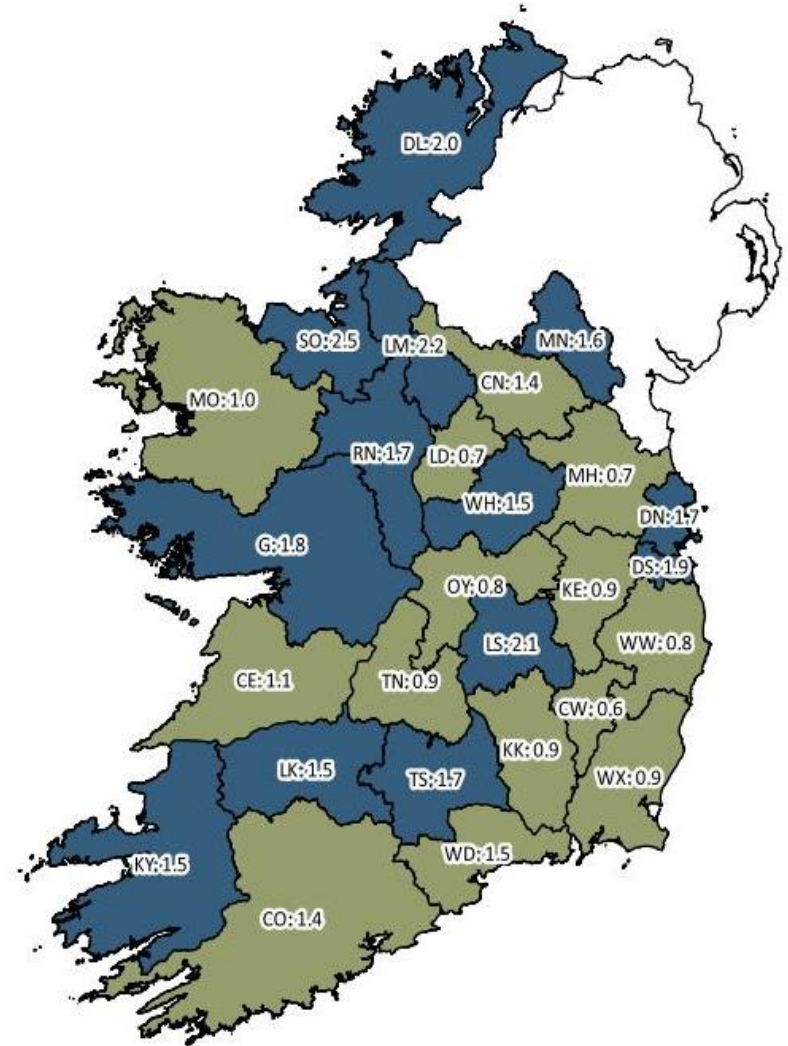 DL: 2.0
SO: 2.5
LM: 2.2
MN: 1.6
CN: 1.4
MO: 1.0
RN: 1.7
LD: 0.7
MH: 0.7
WH: 1.5
DN: 1.7
G: 1.8
DS: 1.9
OY: 0.8
KE: 0.9
LS: 2.1
WW: 0.8
CE: 1.1
TN: 0.9
CW: 0.6
KK: 0.9
LK: 1.5
TS: 1.7
WX: 0.9
WD: 1.5
KY: 1.5
CO: 1.4